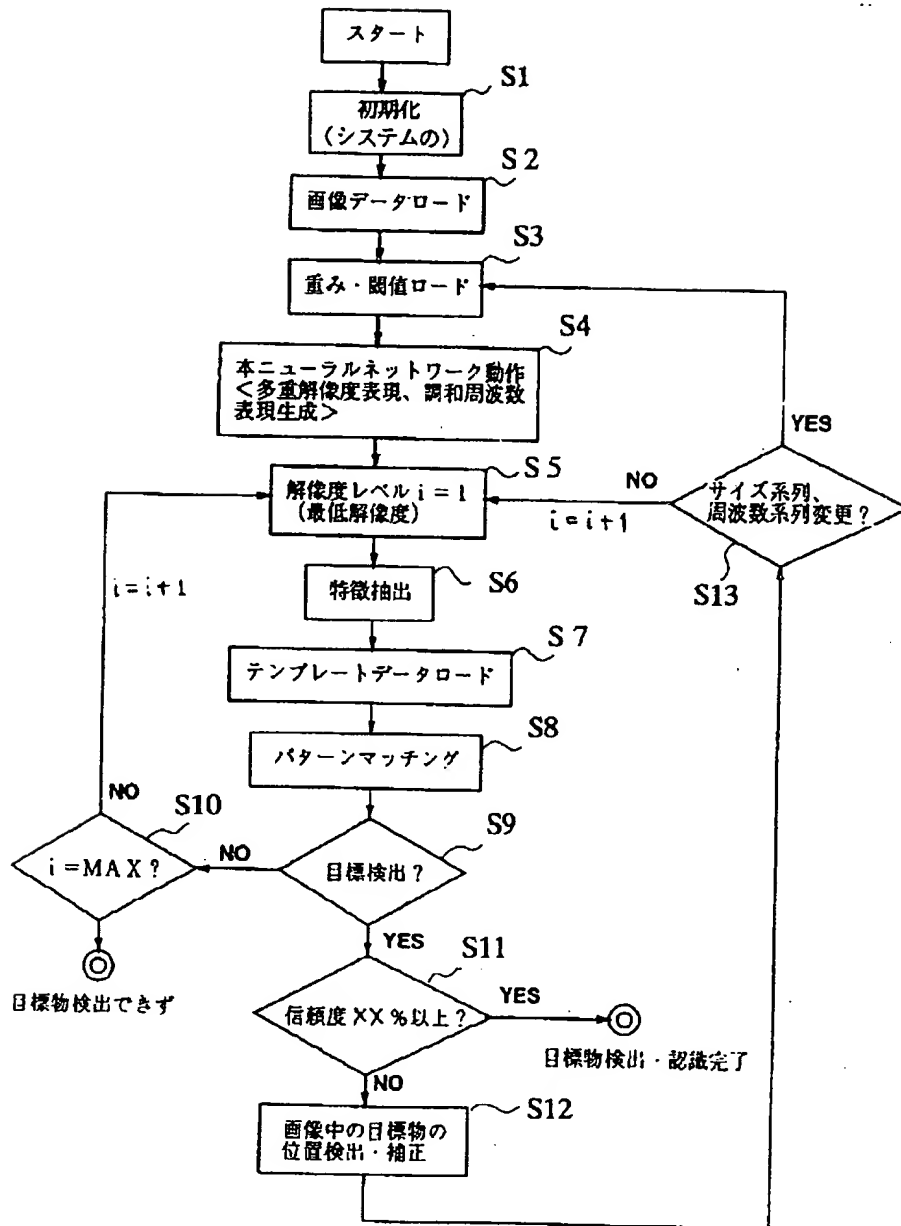 スタート
S1
初期化
(システムの)
S2
画像データロード
S3
重み・閾値ロード
S4
本ニューラルネットワーク動作
<多重解像度表現、調和周波数
表現生成>
YES
S5
解像度レベル i = 1
(最低解像度)
NO
i = i+1
サイズ系列、
周波数系列変更?
S13
i = i+1
S6
特徴抽出
S7
テンプレートデータロード
S8
パターンマッチング
NO
S10
i =MAX?
NO
S9
目標検出?
YES
目標物検出できず
S11
信頼度XX%以上?
YES
目標物検出・認識完了
NO
S12
画像中の目標物の
位置検出・補正